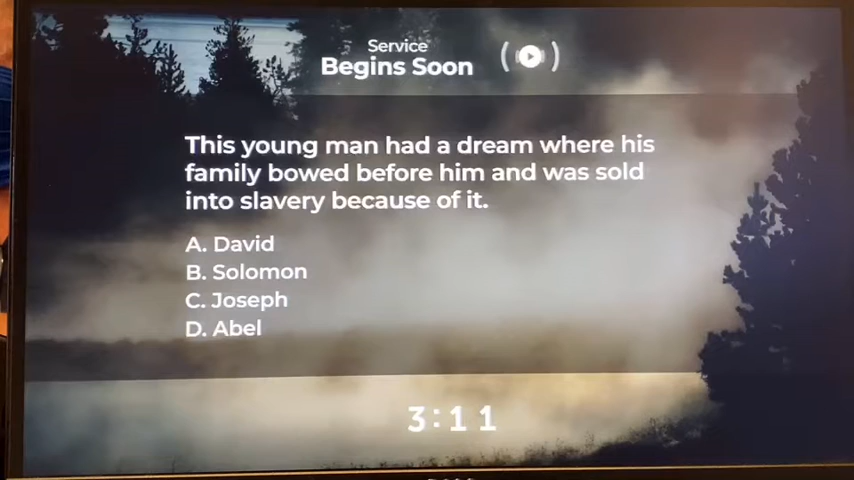 Service
Begins Soon
This young man had a dream where his
family bowed before him and was sold
into slavery because of it.
A. David
B. Solomon
C. Joseph
D. Abel
3:11